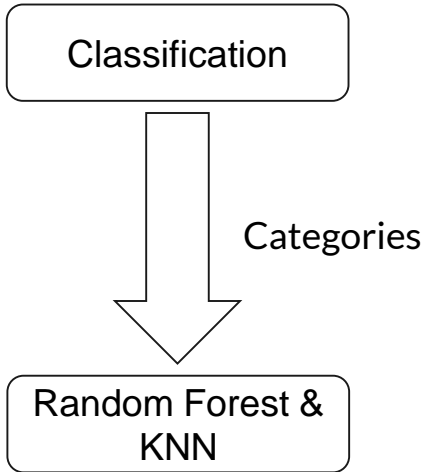 Classification
Categories
Random Forest &
KNN